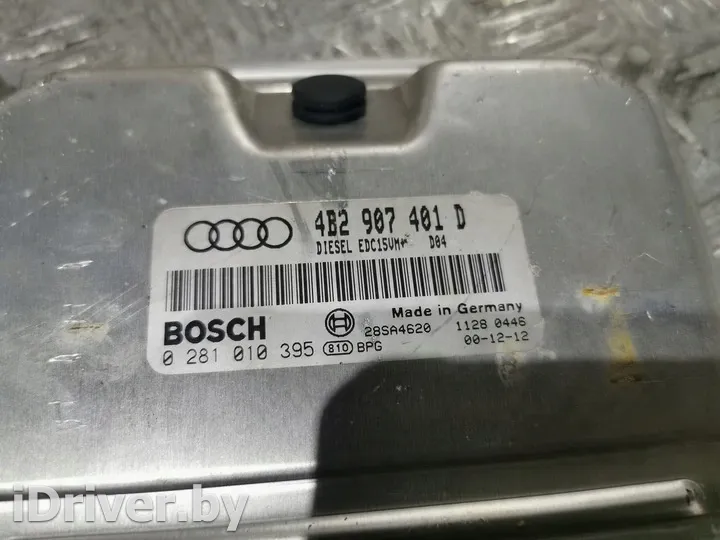 4B2 907 401 D
DIESEL EDC15VM+ D04
Made in Germany
BOSCH
28SA4620 1128 0446
0 281 010 395 810 BPG 00-12-12
iDriver.by